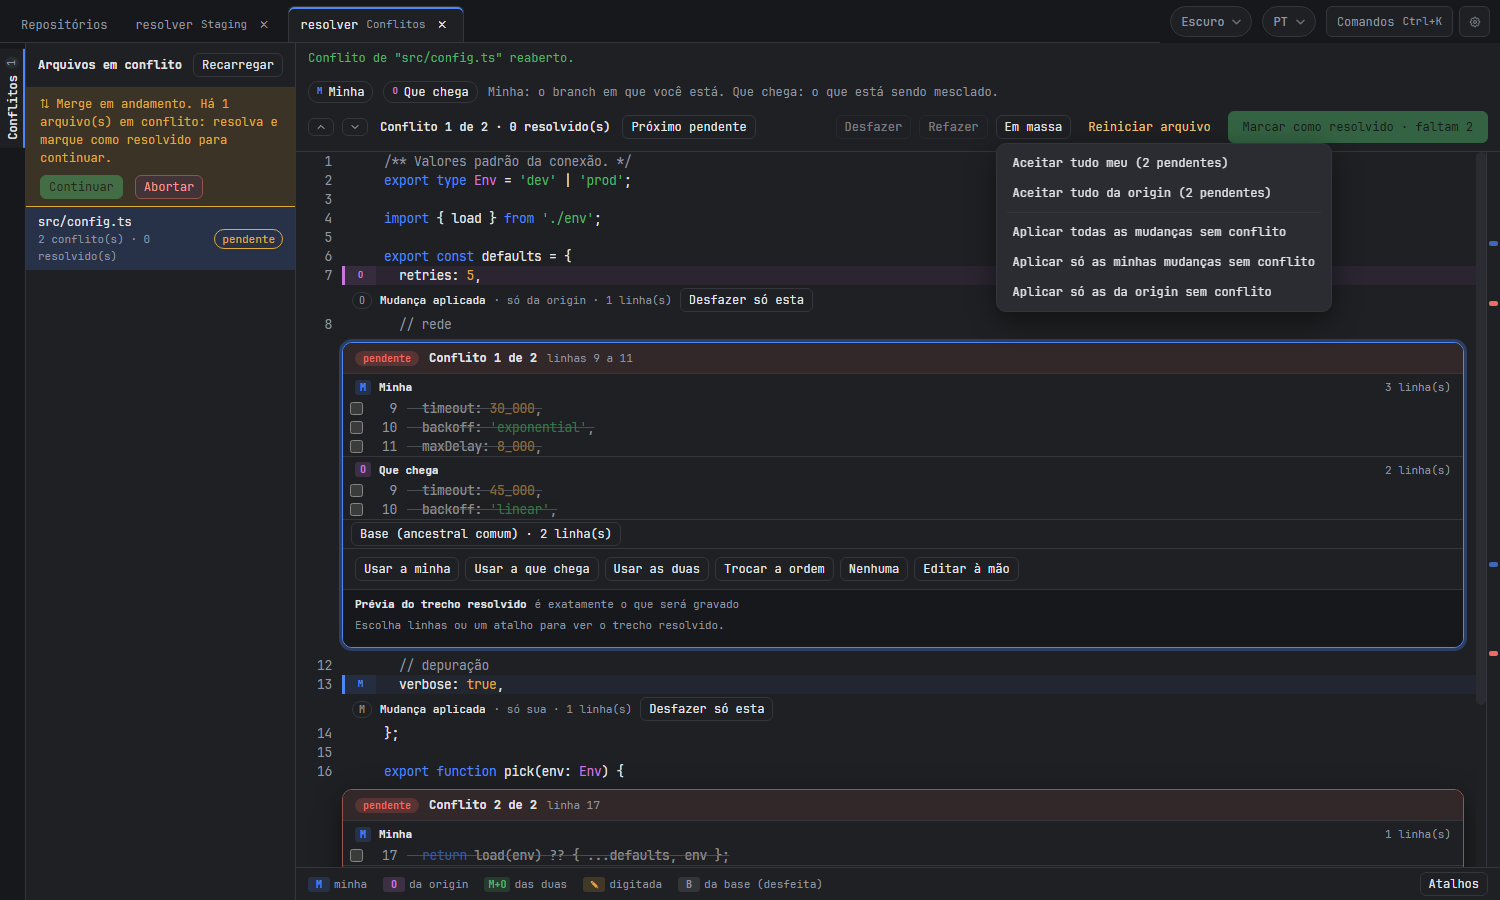 Repositórios
resolver Staging ×
resolver Conflitos ×
Escuro
PT
Comandos Ctrl+K
Conflitos 1
Arquivos em conflito
Recarregar
⇅ Merge em andamento. Há 1
arquivo(s) em conflito: resolva e
marque como resolvido para
continuar.
Continuar
Abortar
src/config.ts
2 conflito(s) · 0
resolvido(s)
pendente
Conflito de "src/config.ts" reaberto.
M Minha
O Que chega
Minha: o branch em que você está. Que chega: o que está sendo mesclado.
Conflito 1 de 2 · 0 resolvido(s)
Próximo pendente
Desfazer
Refazer
Em massa
Reiniciar arquivo
Marcar como resolvido · faltam 2
Aceitar tudo meu (2 pendentes)
Aceitar tudo da origin (2 pendentes)
Aplicar todas as mudanças sem conflito
Aplicar só as minhas mudanças sem conflito
Aplicar só as da origin sem conflito
1 /** Valores padrão da conexão. */
2 export type Env = 'dev' | 'prod';
3
4 import { load } from './env';
5
6 export const defaults = {
7 O retries: 5,
O Mudança aplicada · só da origin · 1 linha(s) Desfazer só esta
8 // rede
pendente Conflito 1 de 2 linhas 9 a 11
M Minha 3 linha(s)
9 timeout: 30_000,
10 backoff: 'exponential',
11 maxDelay: 8_000,
O Que chega 2 linha(s)
9 timeout: 45_000,
10 backoff: 'linear',
Base (ancestral comum) · 2 linha(s)
Usar a minha
Usar a que chega
Usar as duas
Trocar a ordem
Nenhuma
Editar à mão
Prévia do trecho resolvido é exatamente o que será gravado
Escolha linhas ou um atalho para ver o trecho resolvido.
12 // depuração
13 M verbose: true,
M Mudança aplicada · só sua · 1 linha(s) Desfazer só esta
14 };
15
16 export function pick(env: Env) {
pendente Conflito 2 de 2 linha 17
M Minha 1 linha(s)
17 return load(env) ?? { ...defaults, env };
M minha
O da origin
M+O das duas
digitada
B da base (desfeita)
Atalhos